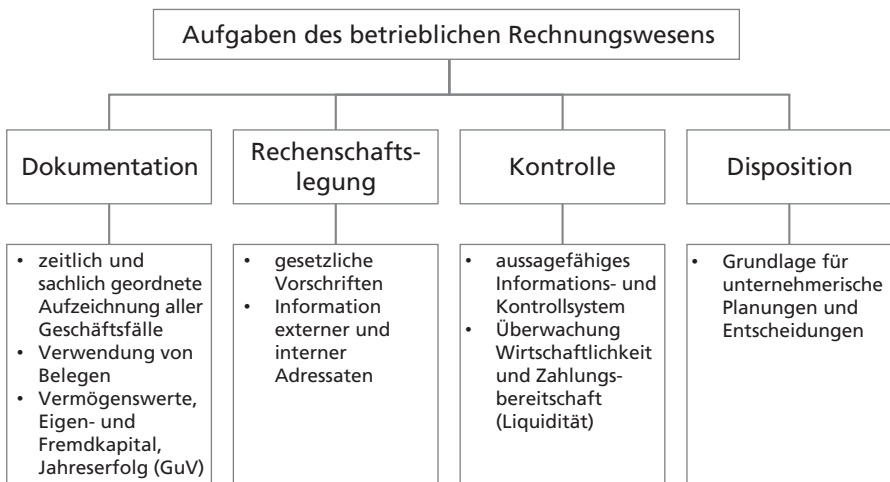 Aufgaben des betrieblichen Rechnungswesens
Dokumentation
Rechenschafts-
legung
Kontrolle
Disposition
• zeitlich und
sachlich geordnete
Aufzeichnung aller
Geschäftsfälle
• Verwendung von
Belegen
• Vermögenswerte,
Eigen- und
Fremdkapital,
Jahreserfolg (GuV)
• gesetzliche
Vorschriften
• Information
externer und
interner
Adressaten
• aussagefähiges
Informations- und
Kontrollsystem
• Überwachung
Wirtschaftlichkeit
und Zahlungs-
bereitschaft
(Liquidität)
• Grundlage für
unternehmerische
Planungen und
Entscheidungen